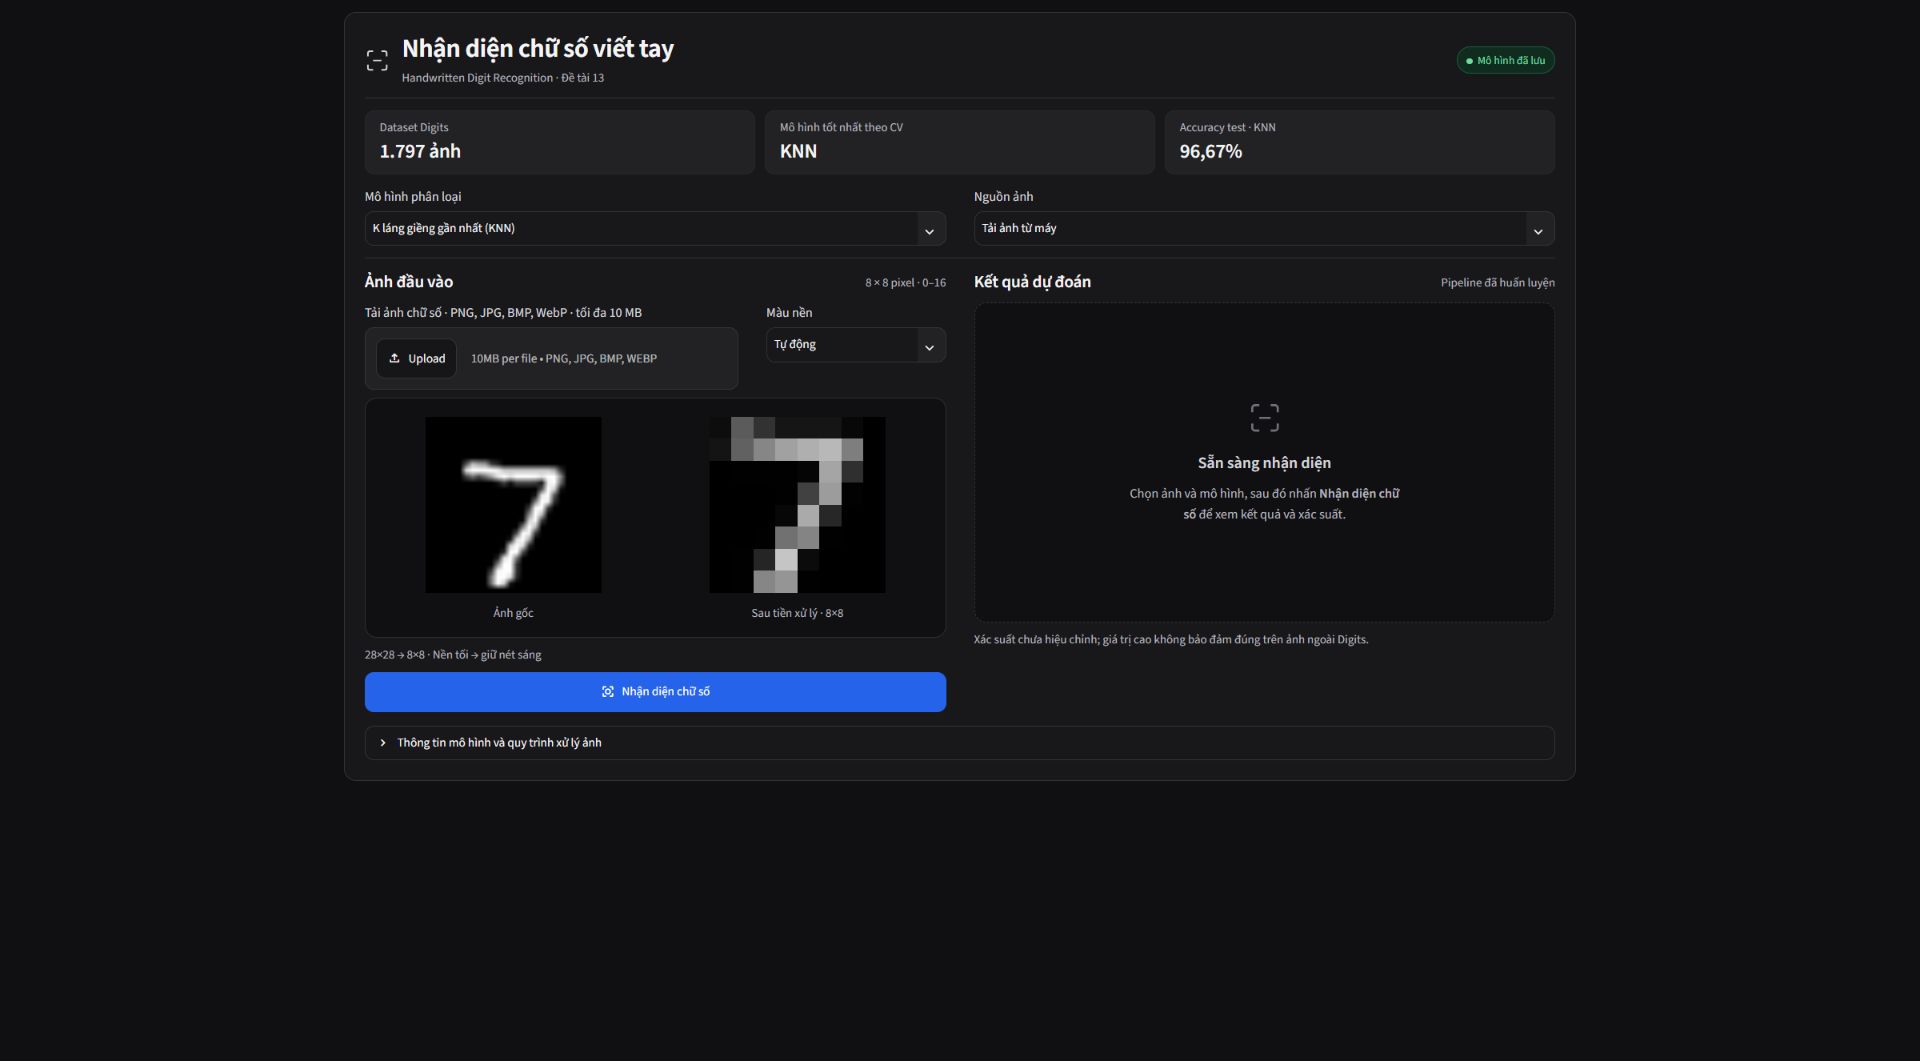 Nhận diện chữ số viết tay
Handwritten Digit Recognition · Đề tài 13
Mô hình đã lưu
Dataset Digits
1.797 ảnh
Mô hình tốt nhất theo CV
KNN
Accuracy test · KNN
96,67%
Mô hình phân loại
K láng giềng gần nhất (KNN)
Nguồn ảnh
Tải ảnh từ máy
Ảnh đầu vào
8 × 8 pixel · 0–16
Tải ảnh chữ số · PNG, JPG, BMP, WebP · tối đa 10 MB
Upload
10MB per file • PNG, JPG, BMP, WEBP
Màu nền
Tự động
7
Ảnh gốc
Sau tiền xử lý · 8×8
28×28 → 8×8 · Nền tối → giữ nét sáng
Nhận diện chữ số
Kết quả dự đoán
Pipeline đã huấn luyện
Sẵn sàng nhận diện
Chọn ảnh và mô hình, sau đó nhấn Nhận diện chữ
số để xem kết quả và xác suất.
Xác suất chưa hiệu chỉnh; giá trị cao không bảo đảm đúng trên ảnh ngoài Digits.
Thông tin mô hình và quy trình xử lý ảnh